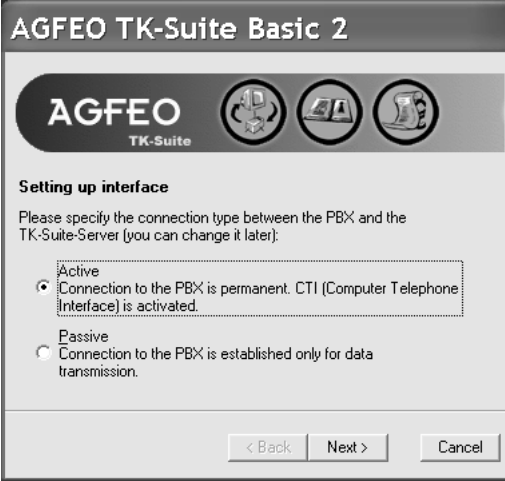 AGFEO TK-Suite Basic 2
AGFEO
TK-Suite
Setting up interface
Please specify the connection type between the PBX and the
TK-Suite-Server (you can change it later):
Active
Connection to the PBX is permanent. CTI (Computer Telephone
Interface) is activated.
Passive
Connection to the PBX is established only for data
transmission.
< Back
Next >
Cancel